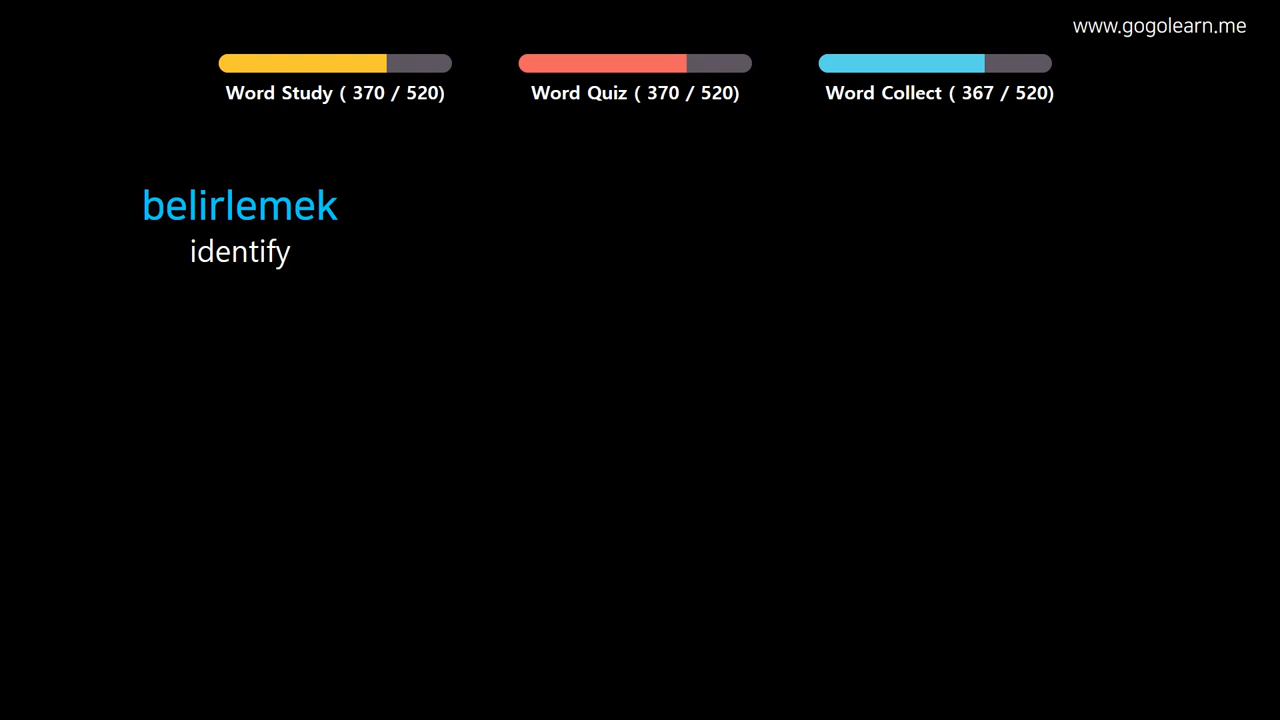 www.gogolearn.me
Word Study ( 370 / 520)
Word Quiz ( 370 / 520)
Word Collect ( 367 / 520)
belirlemek
identify